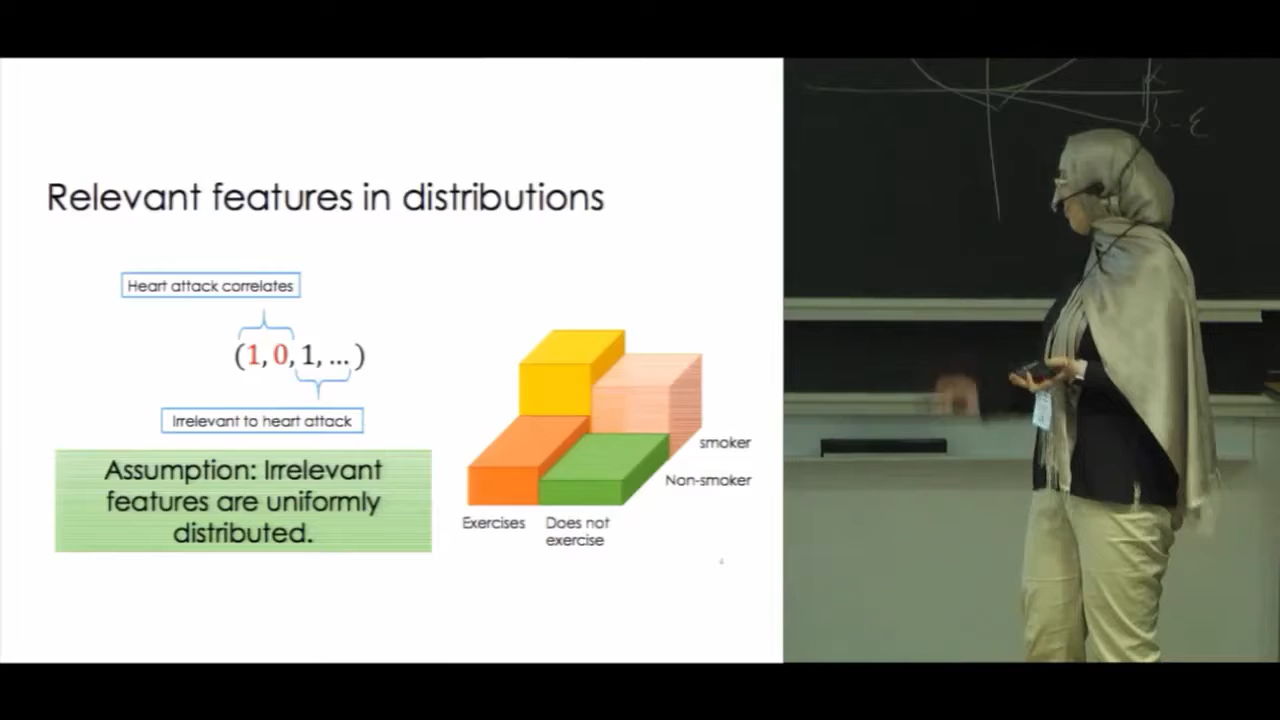 Relevant features in distributions
Heart attack correlates
(1, 0, 1, … )
Irrelevant to heart attack
Assumption: Irrelevant
features are uniformly
distributed.
smoker
Non-smoker
Exercises
Does not
exercise
4